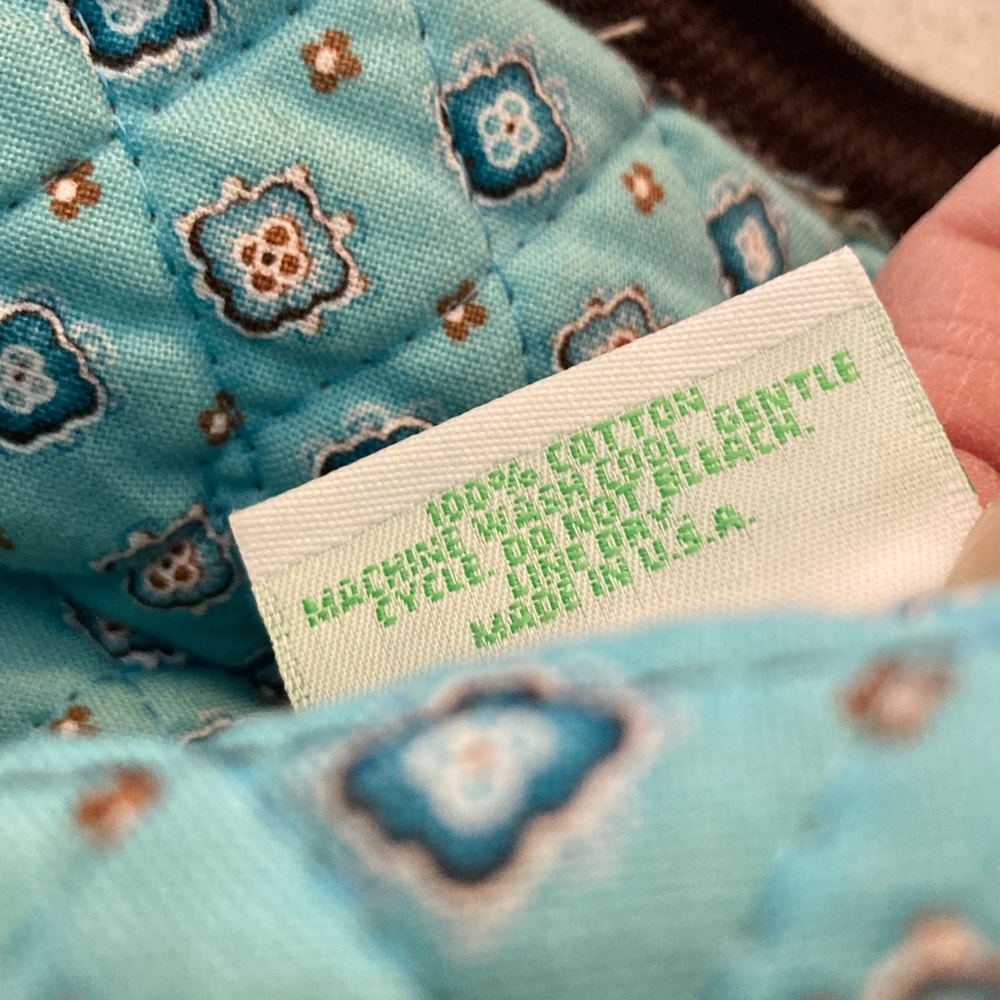 100% COTTON
MACHINE WASH COOL, GENTLE
CYCLE. DO NOT BLEACH.
LINE DRY.
MADE IN U.S.A.